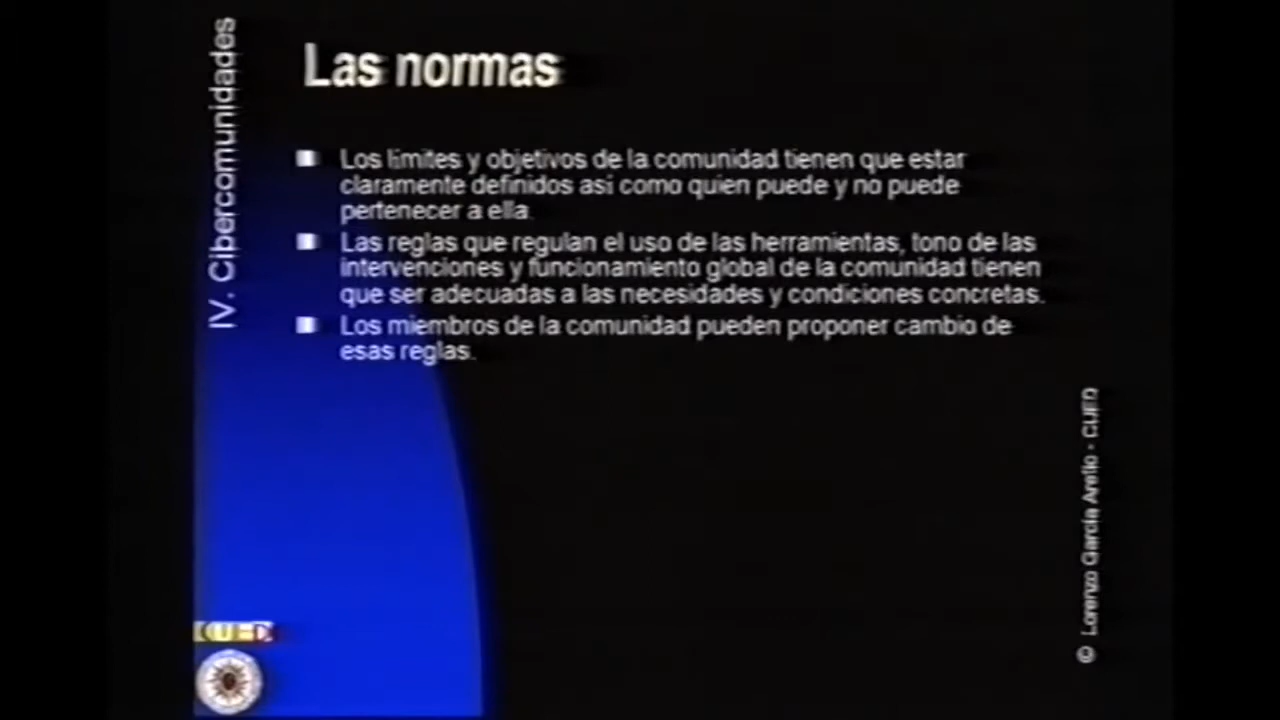 IV. Cibercomunidades
Las normas
Los límites y objetivos de la comunidad tienen que estar
claramente definidos así como quien puede y no puede
pertenecer a ella.
Las reglas que regulan el uso de las herramientas, tono de las
intervenciones y funcionamiento global de la comunidad tienen
que ser adecuadas a las necesidades y condiciones concretas.
Los miembros de la comunidad pueden proponer cambio de
esas reglas.
© Lorenzo García Aretio - CUED
CUED